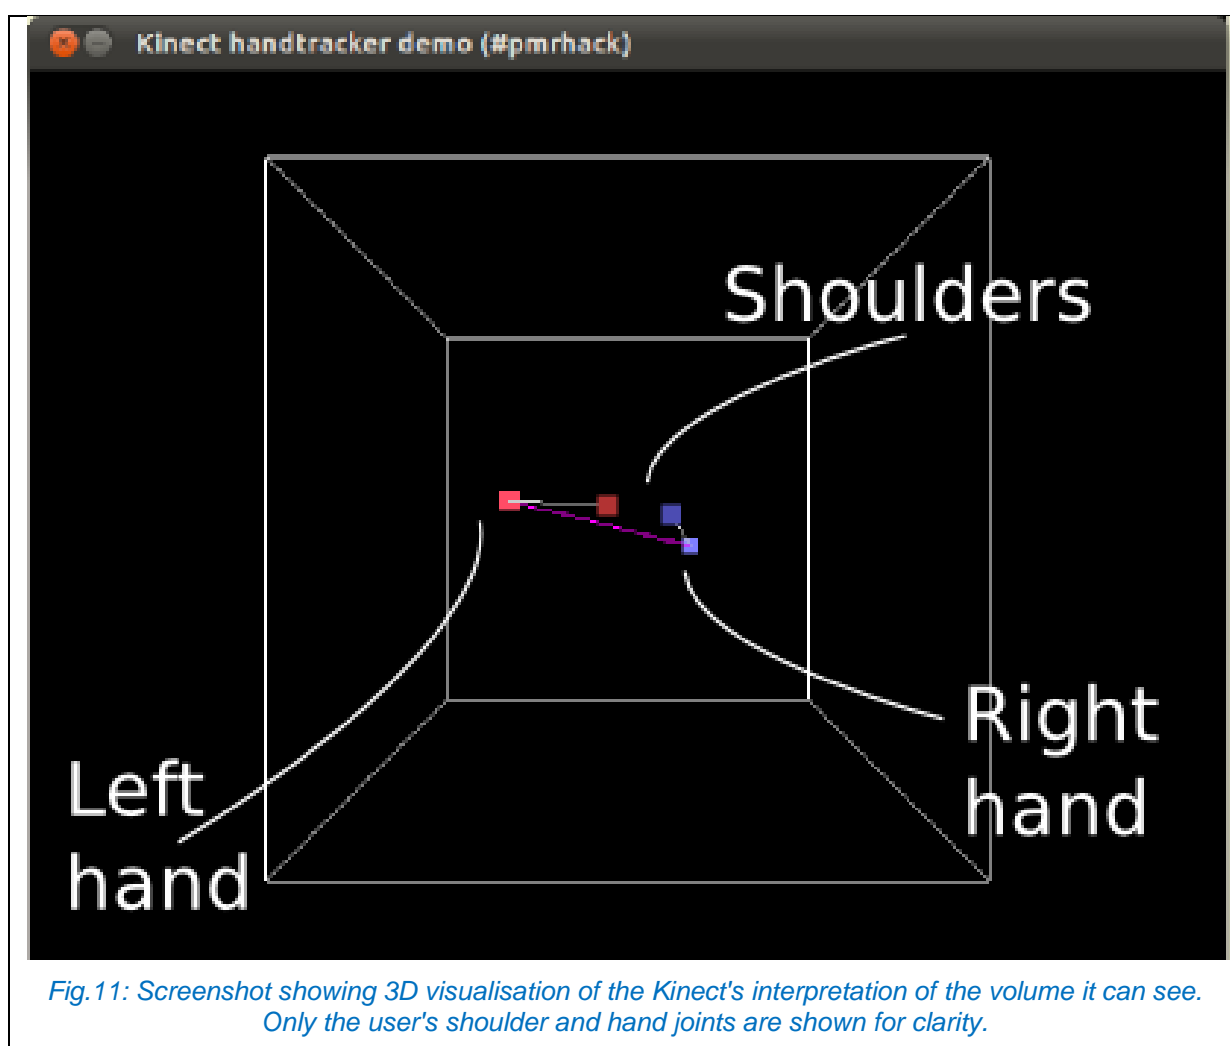 Kinect handtracker demo (#pmrhack)
Shoulders
Right
hand
Left
hand
Fig.11: Screenshot showing 3D visualisation of the Kinect's interpretation of the volume it can see.
Only the user's shoulder and hand joints are shown for clarity.